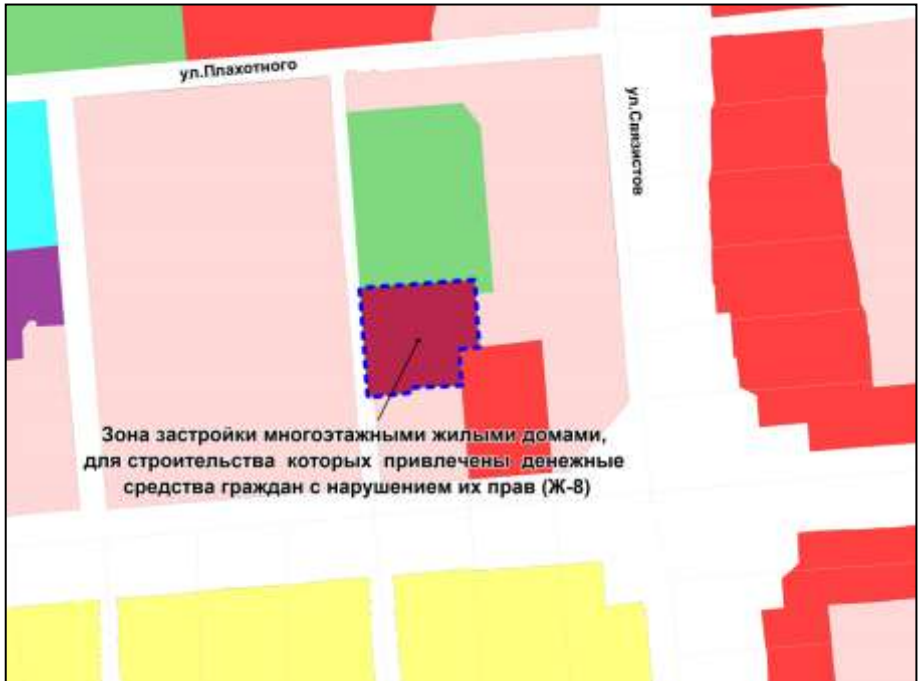 ул.Плахотного
ул.Связистов
Зона застройки многоэтажными жилыми домами,
для строительства которых привлечены денежные
средства граждан с нарушением их прав (Ж-8)